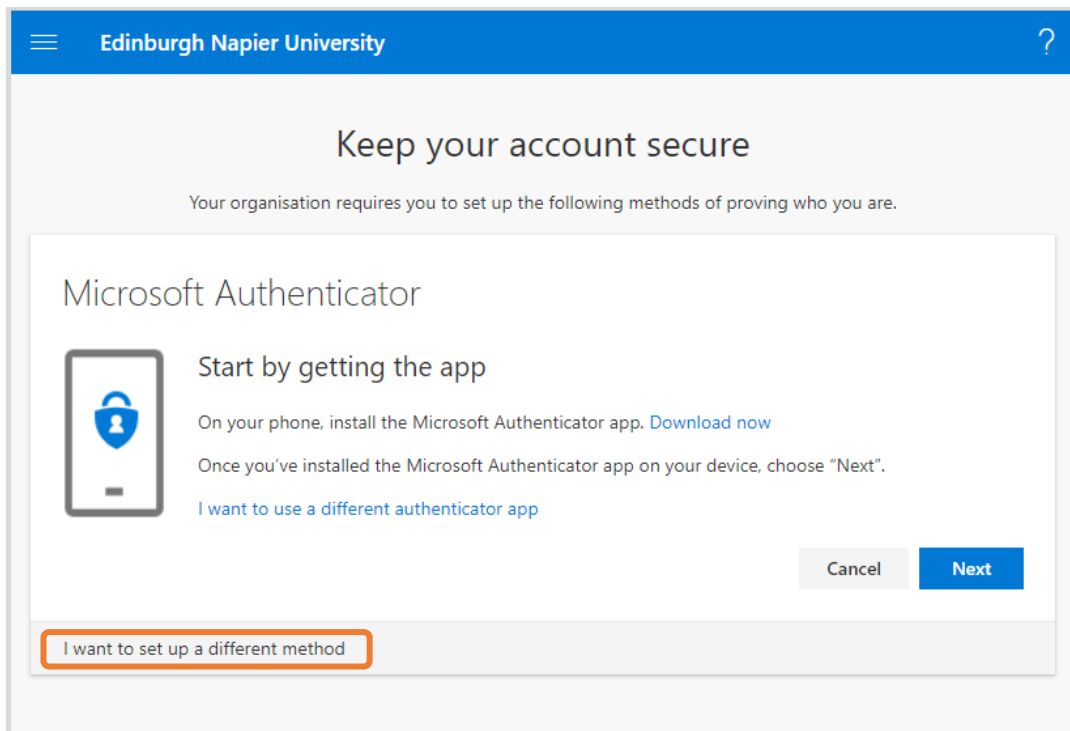 Edinburgh Napier University ?
Keep your account secure
Your organisation requires you to set up the following methods of proving who you are.
Microsoft Authenticator
Start by getting the app
On your phone, install the Microsoft Authenticator app. Download now
Once you've installed the Microsoft Authenticator app on your device, choose “Next”.
I want to use a different authenticator app
Cancel Next
I want to set up a different method